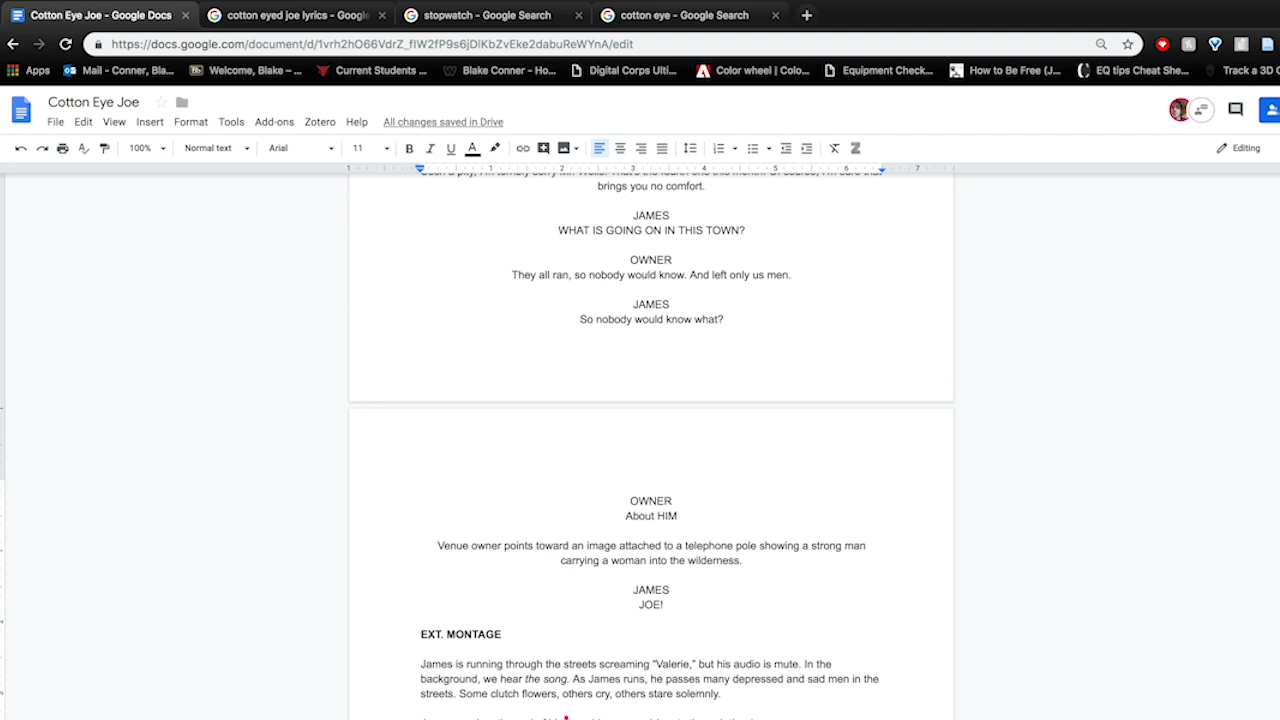 Cotton Eye Joe - Google Docs
cotton eyed joe lyrics - Google
stopwatch - Google Search
cotton eye - Google Search
https://docs.google.com/document/d/1vrh2hO66VdrZ_fIW2fP9s6jDlKbZvEke2dabuReWYnA/edit
Apps Mail - Conner, Bla... Welcome, Blake – ... Current Students ... Blake Conner - Ho... Digital Corps Ulti... Color wheel | Colo... Equipment Check... How to Be Free (J... EQ tips Cheat She... Track a 3D
Cotton Eye Joe
File Edit View Insert Format Tools Add-ons Zotero Help All changes saved in Drive
100% Normal text Arial 11 B I U A Z Editing
1 1 2 3 4 5 6 7
brings you no comfort.
JAMES
WHAT IS GOING ON IN THIS TOWN?
OWNER
They all ran, so nobody would know. And left only us men.
JAMES
So nobody would know what?
OWNER
About HIM
Venue owner points toward an image attached to a telephone pole showing a strong man
carrying a woman into the wilderness.
JAMES
JOE!
EXT. MONTAGE
James is running through the streets screaming “Valerie,” but his audio is mute. In the
background, we hear the song. As James runs, he passes many depressed and sad men in the
streets. Some clutch flowers, others cry, others stare solemnly.